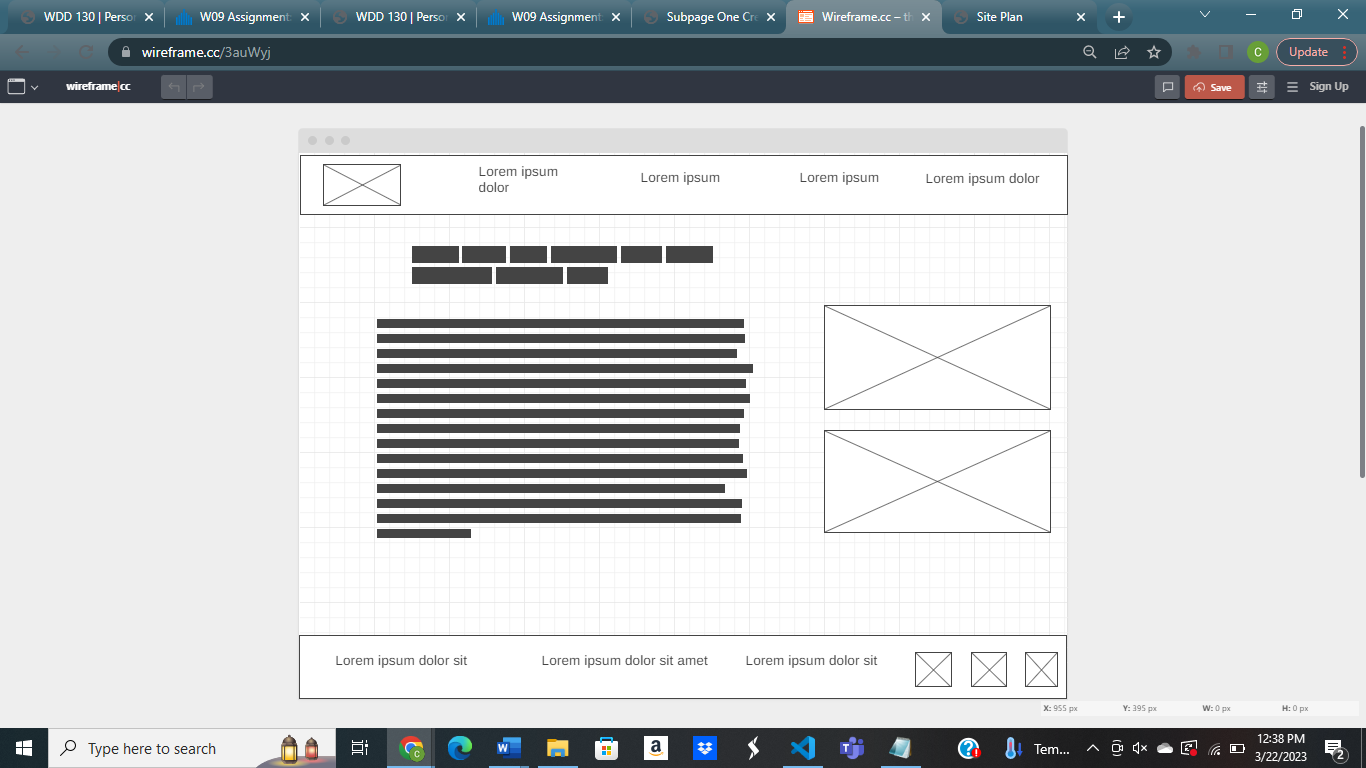 WDD 130 | Perso
W09 Assignment
WDD 130 | Perso
W09 Assignment
Subpage One Cre
Wireframe.cc – th
Site Plan
wireframe.cc/3auWyj
C
Update
wireframe|cc
Save
Sign Up
Lorem ipsum
dolor
Lorem ipsum
Lorem ipsum
Lorem ipsum dolor
Lorem ipsum dolor sit
Lorem ipsum dolor sit amet
Lorem ipsum dolor sit
X: 955 px
Y: 395 px
W: 0 px
H: 0 px
Type here to search
Tem...
12:38 PM
3/22/2023
2